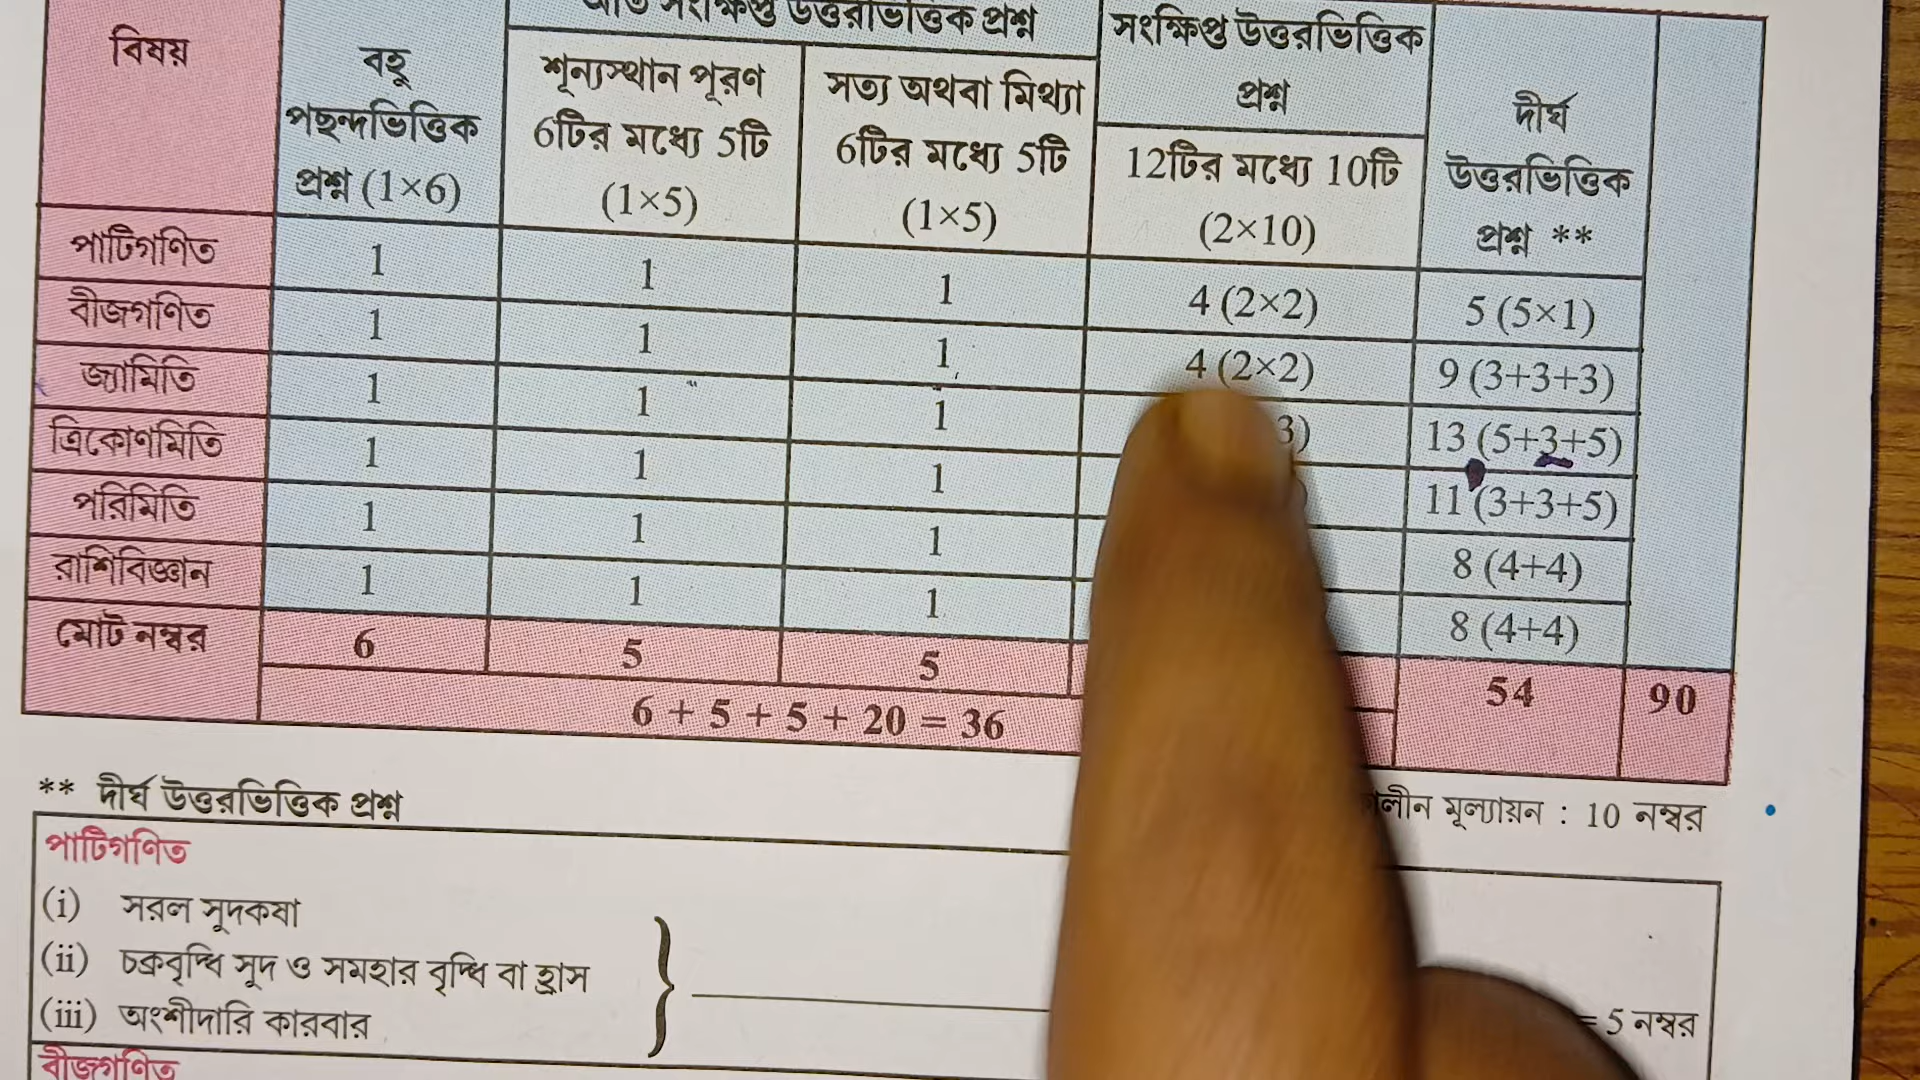 বিষয়
বহু
পছন্দভিত্তিক
প্রশ্ন (1×6)
উত্তরভিত্তিক প্রশ্ন
শূন্যস্থান পূরণ
6টির মধ্যে 5টি
(1×5)
সত্য অথবা মিথ্যা
6টির মধ্যে 5টি
(1×5)
সংক্ষিপ্ত উত্তরভিত্তিক
প্রশ্ন
12টির মধ্যে 10টি
(2×10)
দীর্ঘ
উত্তরভিত্তিক
প্রশ্ন **
পাটিগণিত 1 1 1 4 (2×2) 5 (5×1)
বীজগণিত 1 1 1 4 (2×2) 9 (3+3+3)
জ্যামিতি 1 1 1 3) 13 (5+3+5)
ত্রিকোণমিতি 1 1 1 11 (3+3+5)
পরিমিতি 1 1 1 8 (4+4)
রাশিবিজ্ঞান 1 1 1 8 (4+4)
মোট নম্বর 6 5 5 54 90
6 + 5 + 5 + 20 = 36
** দীর্ঘ উত্তরভিত্তিক প্রশ্ন
মূল্যায়ন : 10 নম্বর
পাটিগণিত
(i) সরল সুদকষা
(ii) চক্রবৃদ্ধি সুদ ও সমহার বৃদ্ধি বা হ্রাস
(iii) অংশীদারি কারবার
= 5 নম্বর
বীজগণিত